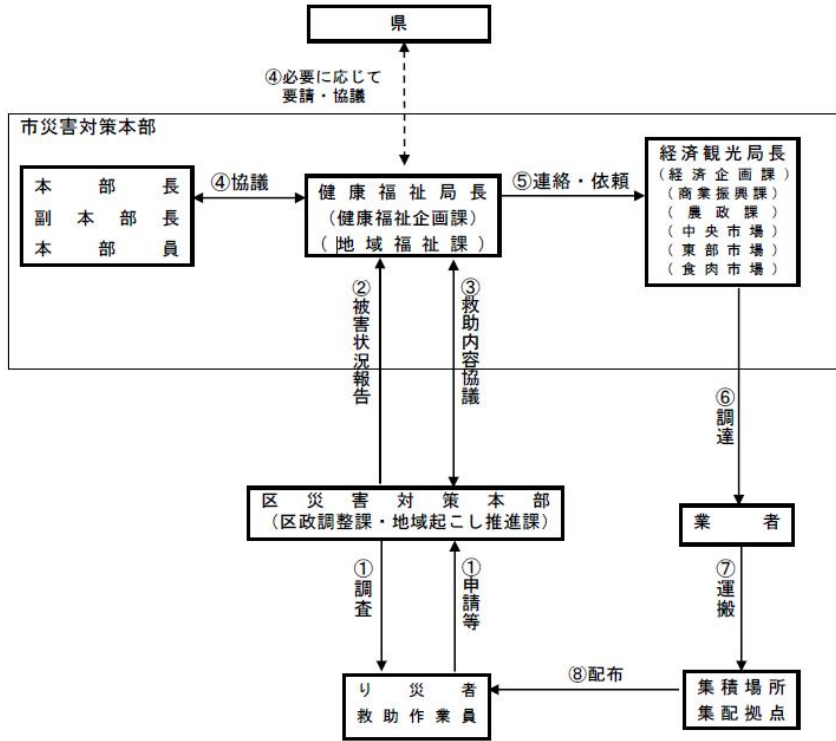 県
④必要に応じて
要請・協議
市災害対策本部
本部長
副本部長
本部員
④協議
健康福祉局長
(健康福祉企画課)
(地域福祉課)
⑤連絡・依頼
経済観光局長
(経済企画課)
(商業振興課)
(農政課)
(中央市場)
(東部市場)
(食肉市場)
②被害状況報告
③救助内容協議
⑥調達
区災害対策本部
(区政調整課・地域起こし推進課)
業者
①調査
①申請等
⑦運搬
り災者
救助作業員
⑧配布
集積場所
集配拠点